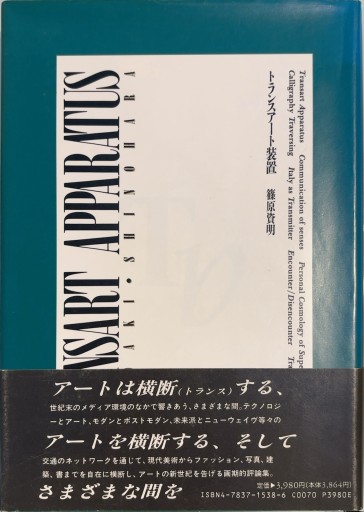 Transart Apparatus Communication of senses Personal Cosmology of Supe
Calligraphy Traversing Italy as Transmitter Encounter/Disencounter Tra
トランスアート装置 篠原資明
NSART APPARATUS
AKI・SHINOHARA
アートは横断(トランス)する、
世紀末のメディア環境のなかで響きあう、さまざまな間。テクノロジ
ーとアート、モダンとポストモダン、未来派とニューウェイヴ等々の
アートを横断する、そして
交通のネットワークを通じて、現代美術からファッション、写真、建
築、書までを自在に横断し、アートの新世紀を告げる画期的評論集。
さまざまな間を
定価▶3,980円(本体3,864円)
ISBN4-7837-1538-6 C0070 P3980E